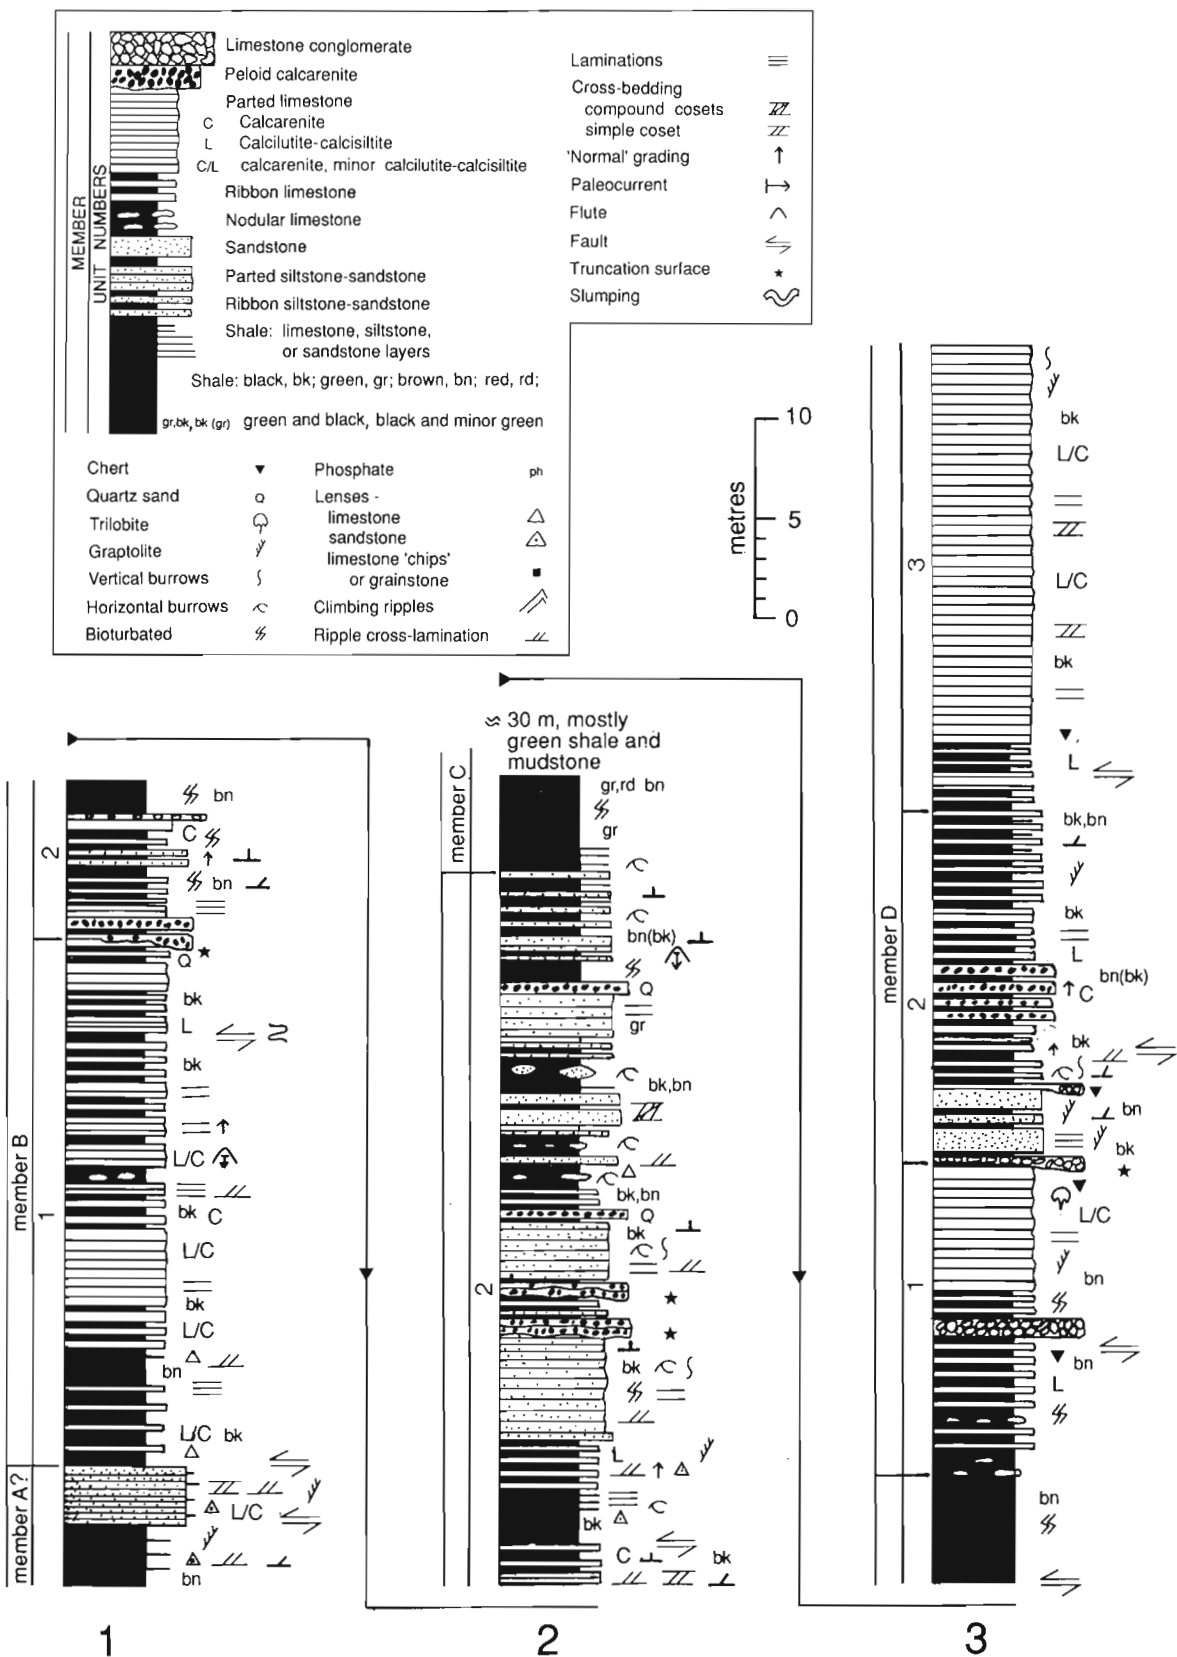 MEMBER
UNIT NUMBERS
Limestone conglomerate
Peloid calcarenite
Parted limestone
C Calcarenite
L Calcilutite-calcisiltite
C/L calcarenite, minor calcilutite-calcisiltite
Ribbon limestone
Nodular limestone
Sandstone
Parted siltstone-sandstone
Ribbon siltstone-sandstone
Shale: limestone, siltstone,
or sandstone layers
Shale: black, bk; green, gr; brown, bn; red, rd;
gr,bk, bk (gr) green and black, black and minor green
Laminations
Cross-bedding
compound cosets
simple coset
'Normal' grading
Paleocurrent
Flute
Fault
Truncation surface
Slumping
Chert
Quartz sand Q
Trilobite
Graptolite
Vertical burrows
Horizontal burrows
Bioturbated
Phosphate ph
Lenses -
limestone
sandstone
limestone 'chips'
or grainstone
Climbing ripples
Ripple cross-lamination
metres
10
5
0
member B
member A?
2
1
bn
C
bn
Q
bk
L
bk
L/C
bk C
L/C
bk
L/C
bn
L/C bk
L/C
bn
1
≈ 30 m, mostly
green shale and
mudstone
member C
2
gr,rd bn
gr
bn(bk)
Q
gr
bk,bn
bk,bn
Q
bk
bk
L
bk
C
bk
2
member D
3
2
1
bk
L/C
L/C
bk
L
bk,bn
bk
L
bn(bk)
C
bk
bn
bk
L/C
bn
bn
L
bn
3